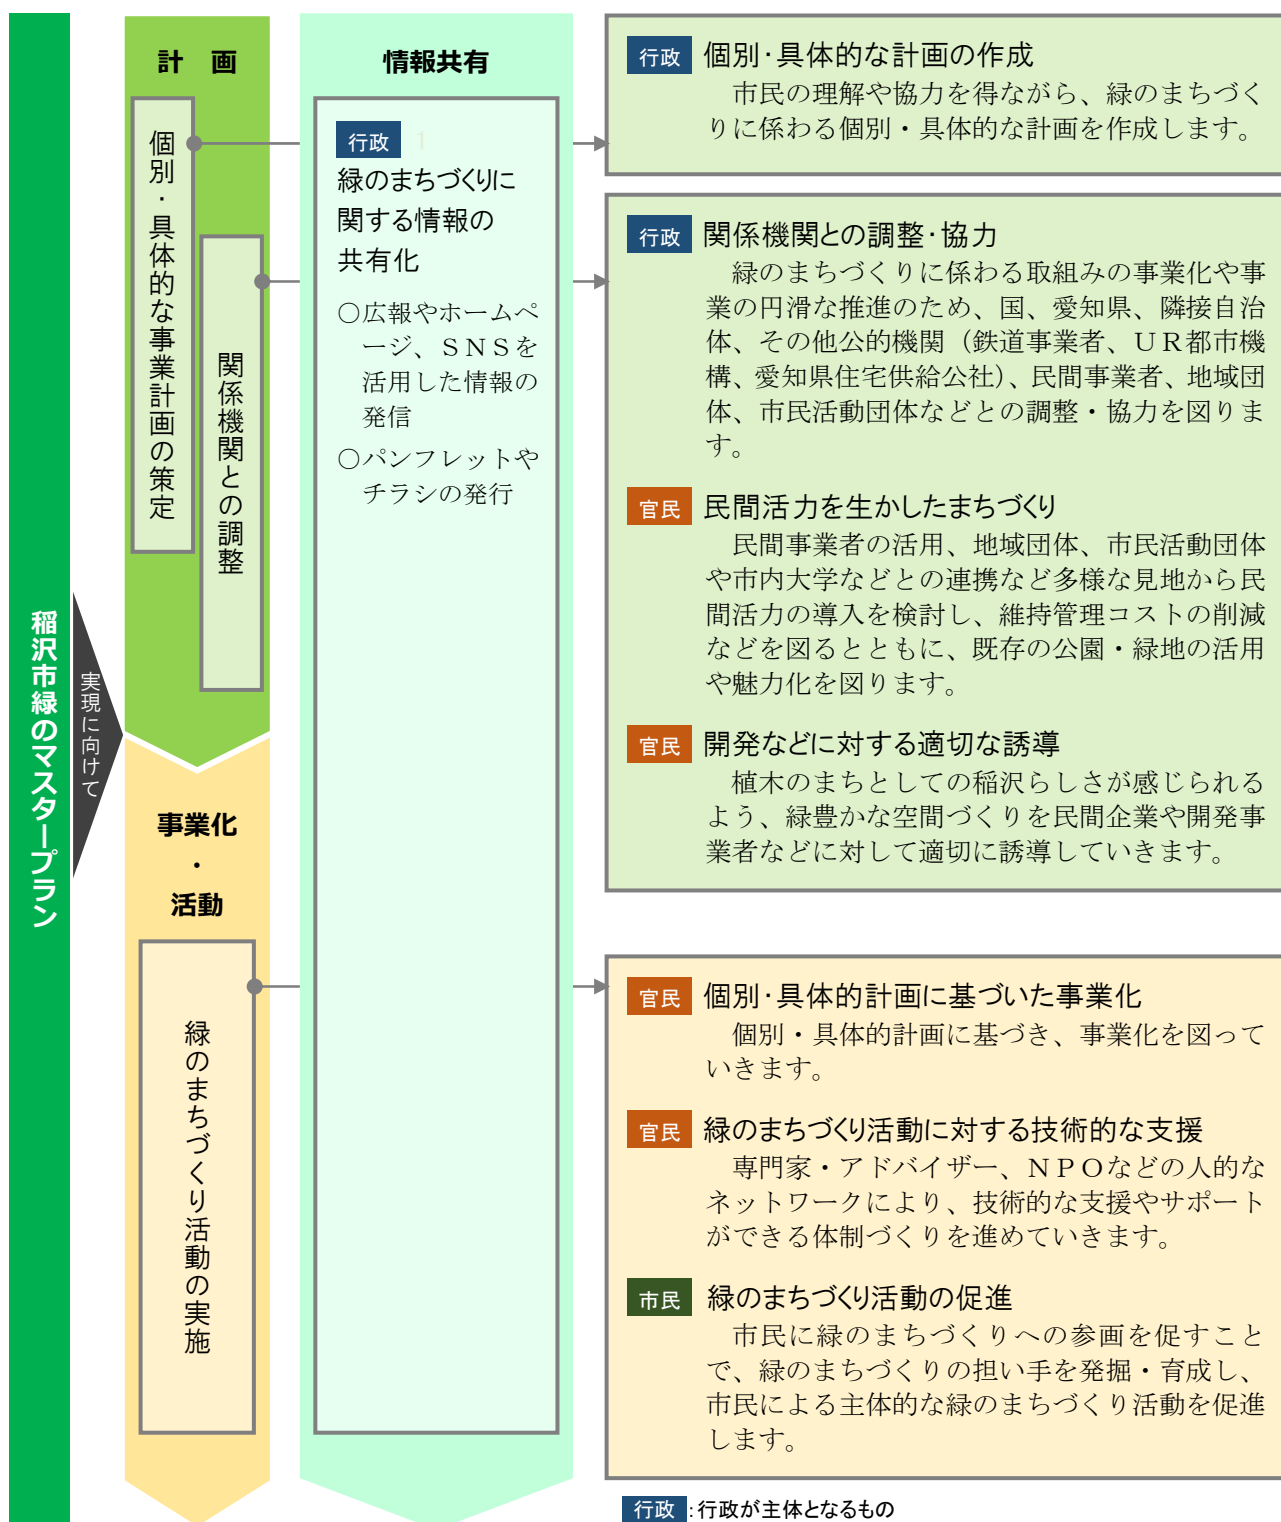 稲沢市緑のマスタープラン
実現に向けて
計　画
個別・具体的な事業計画の策定
関係機関との調整
事業化
・
活動
緑のまちづくり活動の実施
情報共有
行政 1
緑のまちづくりに
関する情報の
共有化
○広報やホームペ
ージ、ＳＮＳを
活用した情報の
発信
○パンフレットや
チラシの発行
行政 個別・具体的な計画の作成
市民の理解や協力を得ながら、緑のまちづく
りに係わる個別・具体的な計画を作成します。
行政 関係機関との調整・協力
緑のまちづくりに係わる取組みの事業化や事
業の円滑な推進のため、国、愛知県、隣接自治
体、その他公的機関（鉄道事業者、ＵＲ都市機
構、愛知県住宅供給公社）、民間事業者、地域団
体、市民活動団体などとの調整・協力を図りま
す。
官民 民間活力を生かしたまちづくり
民間事業者の活用、地域団体、市民活動団体
や市内大学などとの連携など多様な見地から民
間活力の導入を検討し、維持管理コストの削減
などを図るとともに、既存の公園・緑地の活用
や魅力化を図ります。
官民 開発などに対する適切な誘導
植木のまちとしての稲沢らしさが感じられる
よう、緑豊かな空間づくりを民間企業や開発事
業者などに対して適切に誘導していきます。
官民 個別・具体的計画に基づいた事業化
個別・具体的計画に基づき、事業化を図って
いきます。
官民 緑のまちづくり活動に対する技術的な支援
専門家・アドバイザー、ＮＰＯなどの人的な
ネットワークにより、技術的な支援やサポート
ができる体制づくりを進めていきます。
市民 緑のまちづくり活動の促進
市民に緑のまちづくりへの参画を促すこと
で、緑のまちづくりの担い手を発掘・育成し、
市民による主体的な緑のまちづくり活動を促進
します。
行政 ：行政が主体となるもの